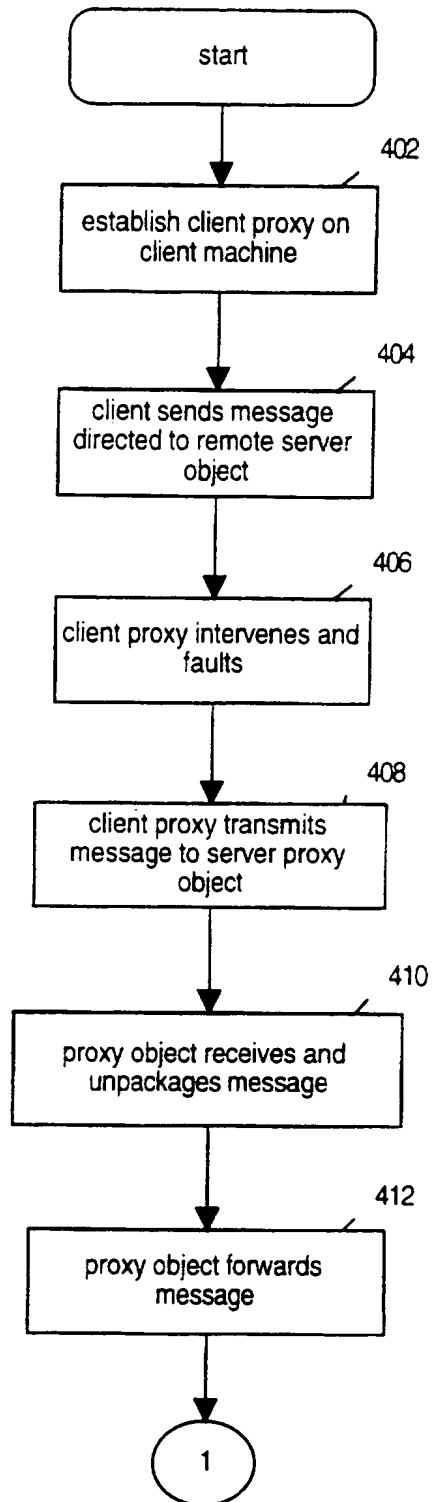 start
402
establish client proxy on
client machine
404
client sends message
directed to remote server
object
406
client proxy intervenes and
faults
408
client proxy transmits
message to server proxy
object
410
proxy object receives and
unpackages message
412
proxy object forwards
message
1